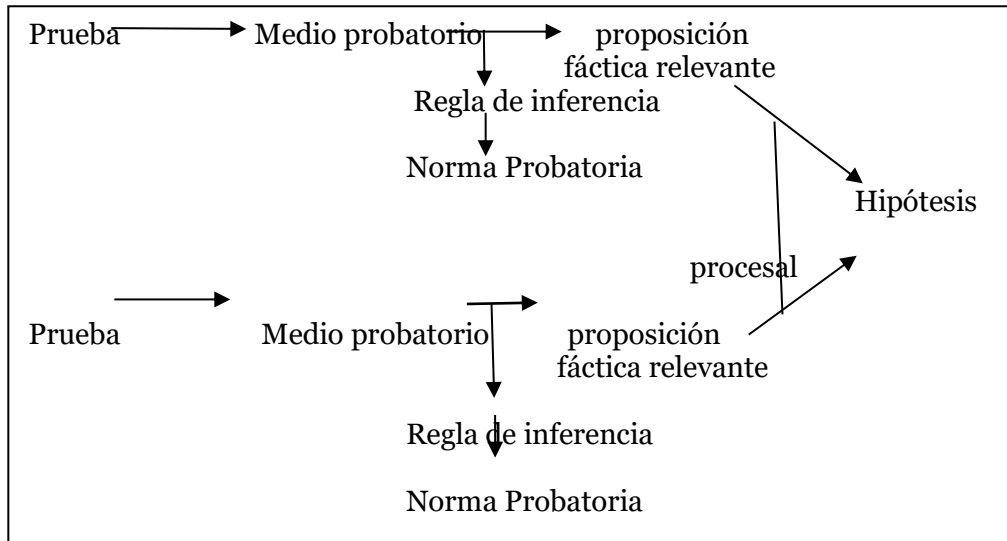 Prueba Medio probatorio proposición
fáctica relevante
Regla de inferencia
Norma Probatoria
Hipótesis
procesal
Prueba Medio probatorio proposición
fáctica relevante
Regla de inferencia
Norma Probatoria